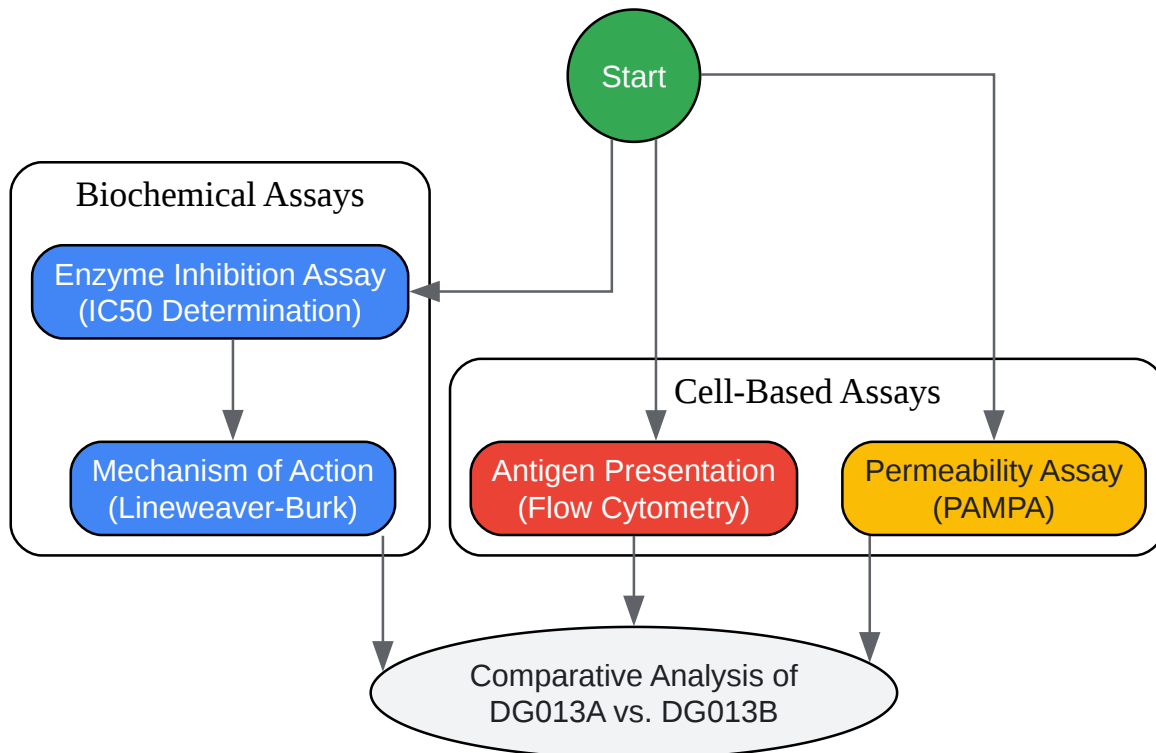 Start
Biochemical Assays
Enzyme Inhibition Assay
(IC50 Determination)
Mechanism of Action
(Lineweaver-Burk)
Cell-Based Assays
Antigen Presentation
(Flow Cytometry)
Permeability Assay
(PAMPA)
Comparative Analysis of
DG013A vs. DG013B